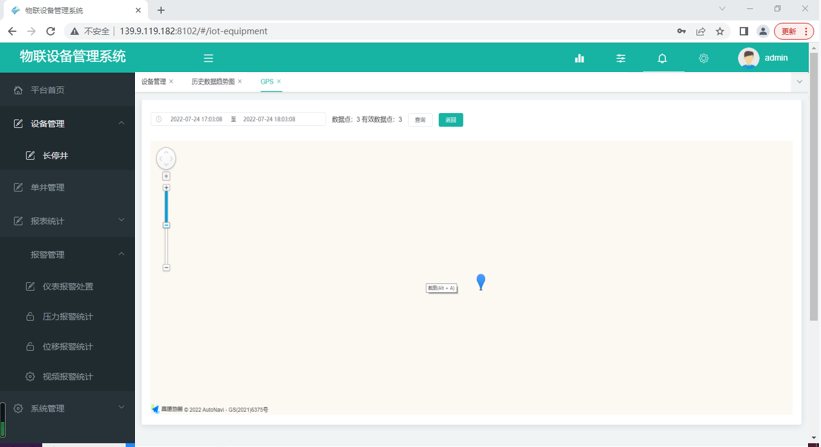 物联设备管理系统
不安全 | 139.9.119.182:8102/#/iot-equipment
更新
物联设备管理系统
admin
平台首页
设备管理
长停井
单井管理
报表统计
报警管理
仪表报警处置
压力报警统计
位移报警统计
视频报警统计
系统管理
设备管理 × 历史数据趋势图 × GPS ×
2022-07-24 17:03:08 至 2022-07-24 18:03:08 数据点: 3 有效数据点: 3 查询 返回
截图(Alt + A)
高德地图 © 2022 AutoNavi - GS(2021)6375号